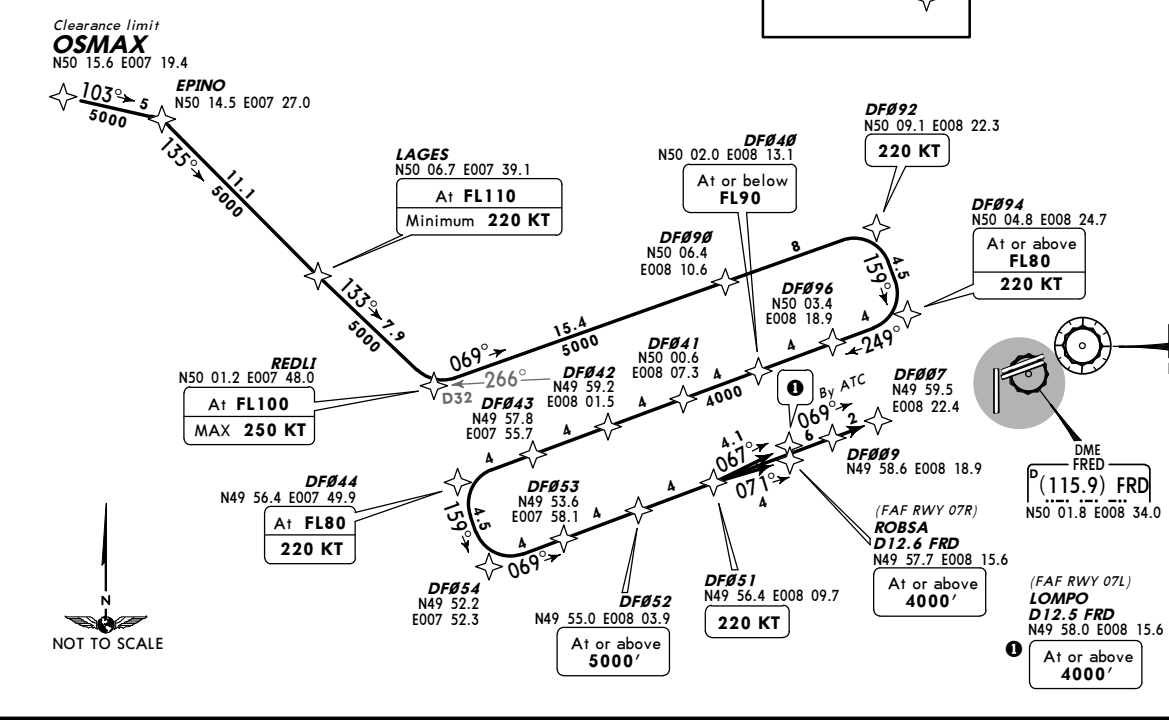 Clearance limit
OSMAX
N50 15.6 E007 19.4
103°
5
5000
EPINO
N50 14.5 E007 27.0
135°
11.1
5000
LAGES
N50 06.7 E007 39.1
At FL110
Minimum 220 KT
133°
7.9
5000
REDLI
N50 01.2 E007 48.0
At FL100
MAX 250 KT
069°
15.4
5000
266°
D32
DFØ9Ø
N50 06.4
E008 10.6
8
DFØ92
N50 09.1 E008 22.3
220 KT
4.5
159°
DFØ94
N50 04.8 E008 24.7
At or above
FL80
220 KT
249°
4
DFØ96
N50 03.4
E008 18.9
4
DFØ4Ø
N50 02.0 E008 13.1
At or below
FL90
4
4000
DFØ41
N50 00.6
E008 07.3
4
DFØ42
N49 59.2
E008 01.5
4
DFØ43
N49 57.8
E007 55.7
4
DFØ44
N49 56.4 E007 49.9
At FL80
220 KT
159°
4.5
DFØ54
N49 52.2
E007 52.3
069°
4
DFØ53
N49 53.6
E007 58.1
4
DFØ52
N49 55.0 E008 03.9
At or above
5000′
4
DFØ51
N49 56.4 E008 09.7
220 KT
4.1
067°
071°
4
❶
By ATC
069°
6
2
DFØØ7
N49 59.5
E008 22.4
DFØØ9
N49 58.6 E008 18.9
(FAF RWY 07R)
ROBSA
D12.6 FRD
N49 57.7 E008 15.6
At or above
4000′
(FAF RWY 07L)
LOMPO
D12.5 FRD
N49 58.0 E008 15.6
❶
At or above
4000′
DME
FRED
D (115.9) FRD
N50 01.8 E008 34.0
N
NOT TO SCALE